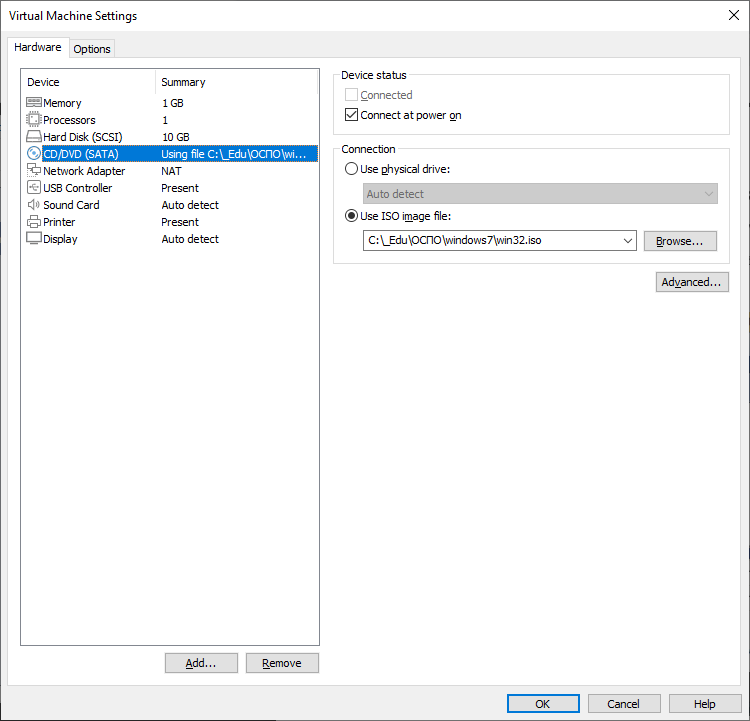 Virtual Machine Settings
Hardware Options
Device Summary
Memory 1 GB
Processors 1
Hard Disk (SCSI) 10 GB
CD/DVD (SATA) Using file C:\_Edu\ОСПО\wi...
Network Adapter NAT
USB Controller Present
Sound Card Auto detect
Printer Present
Display Auto detect
Add... Remove
Device status
Connected
Connect at power on
Connection
Use physical drive:
Auto detect
Use ISO image file:
C:\_Edu\ОСПО\windows7\win32.iso Browse...
Advanced...
OK Cancel Help